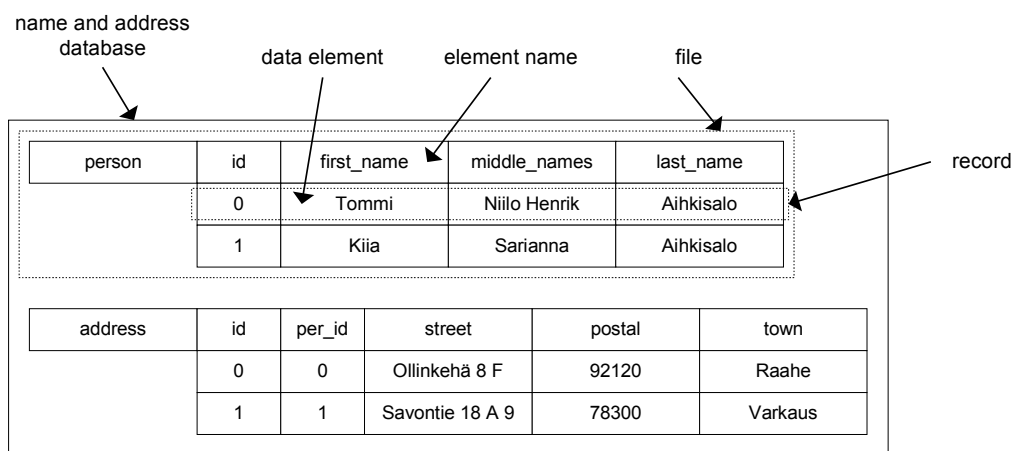 name and address
database
data element element name file
person id first_name middle_names last_name
record
0 Tommi Niilo Henrik Aihkisalo
1 Kiia Sarianna Aihkisalo
address id per_id street postal town
0 0 Ollinkehä 8 F 92120 Raahe
1 1 Savontie 18 A 9 78300 Varkaus